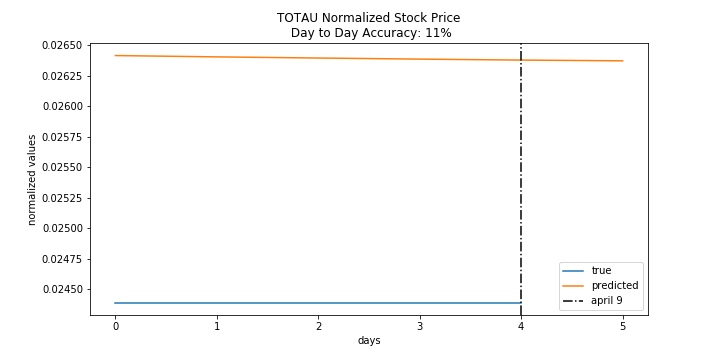 TOTAU Normalized Stock Price
Day to Day Accuracy: 11%
normalized values
0.02650
0.02625
0.02600
0.02575
0.02550
0.02525
0.02500
0.02475
0.02450
true
predicted
april 9
0 1 2 3 4 5
days